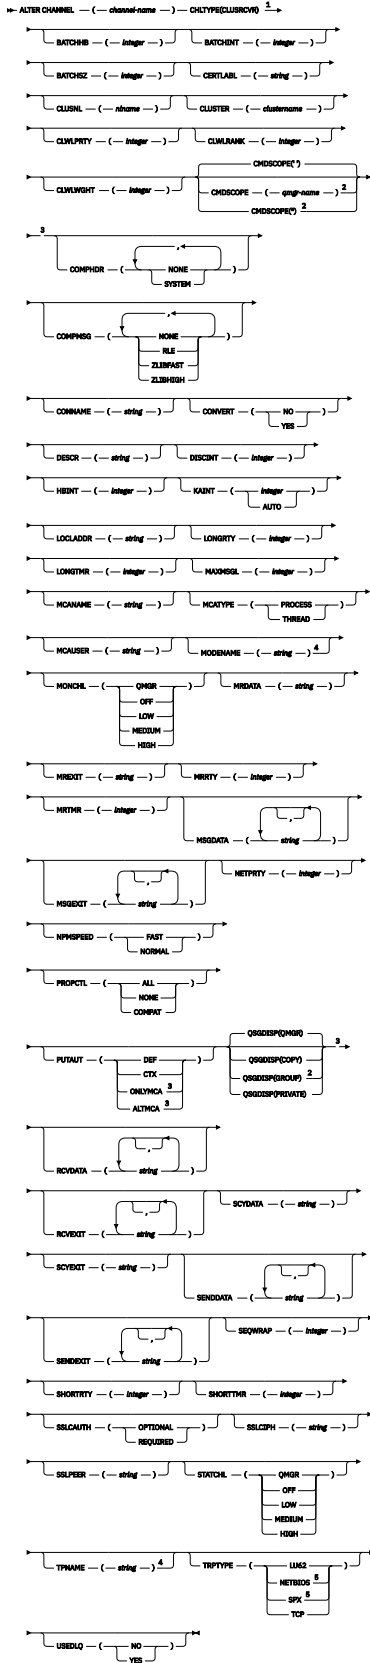 ALTER CHANNEL ( channel-name ) CHLTYPE(CLUSRCVR) 1
BATCHHB ( integer ) BATCHINT ( integer )
BATCHSZ ( integer ) CERTLABL ( string )
CLUSNL ( nlname ) CLUSTER ( clustername )
CLWLPRTY ( integer ) CLWLRANK ( integer )
CMDSCOPE(' ')
CLWLWGHT ( integer ) CMDSCOPE ( qmgr-name ) 2
CMDSCOPE(*) 2
3
,
COMPHDR ( NONE )
SYSTEM
,
COMPMSG ( NONE )
RLE
ZLIBFAST
ZLIBHIGH
CONNAME ( string ) CONVERT ( NO )
YES
DESCR ( string ) DISCINT ( integer )
HBINT ( integer ) KAINT ( integer )
AUTO
LOCLADDR ( string ) LONGRTY ( integer )
LONGTMR ( integer ) MAXMSGL ( integer )
MCANAME ( string ) MCATYPE ( PROCESS )
THREAD
MCAUSER ( string ) MODENAME ( string ) 4
MONCHL ( QMGR ) MRDATA ( string )
OFF
LOW
MEDIUM
HIGH
MREXIT ( string ) MRRTY ( integer )
MRTMR ( integer ) ,
MSGDATA ( string )
,
MSGEXIT ( string ) NETPRTY ( integer )
NPMSPEED ( FAST )
NORMAL
PROPCTL ( ALL )
NONE
COMPAT
QSGDISP(QMGR)
PUTAUT ( DEF ) QSGDISP(COPY) 3
CTX QSGDISP(GROUP) 2
ONLYMCA 3 QSGDISP(PRIVATE)
ALTMCA 3
,
RCVDATA ( string )
,
RCVEXIT ( string ) SCYDATA ( string )
SCYEXIT ( string ) ,
SENDDATA ( string )
,
SENDEXIT ( string ) SEQWRAP ( integer )
SHORTRTY ( integer ) SHORTTMR ( integer )
SSLCAUTH ( OPTIONAL ) SSLCIPH ( string )
REQUIRED
SSLPEER ( string ) STATCHL ( QMGR )
OFF
LOW
MEDIUM
HIGH
TPNAME ( string ) 4 TRPTYPE ( LU62 )
NETBIOS 5
SPX 5
TCP
USEDLQ ( NO )
YES